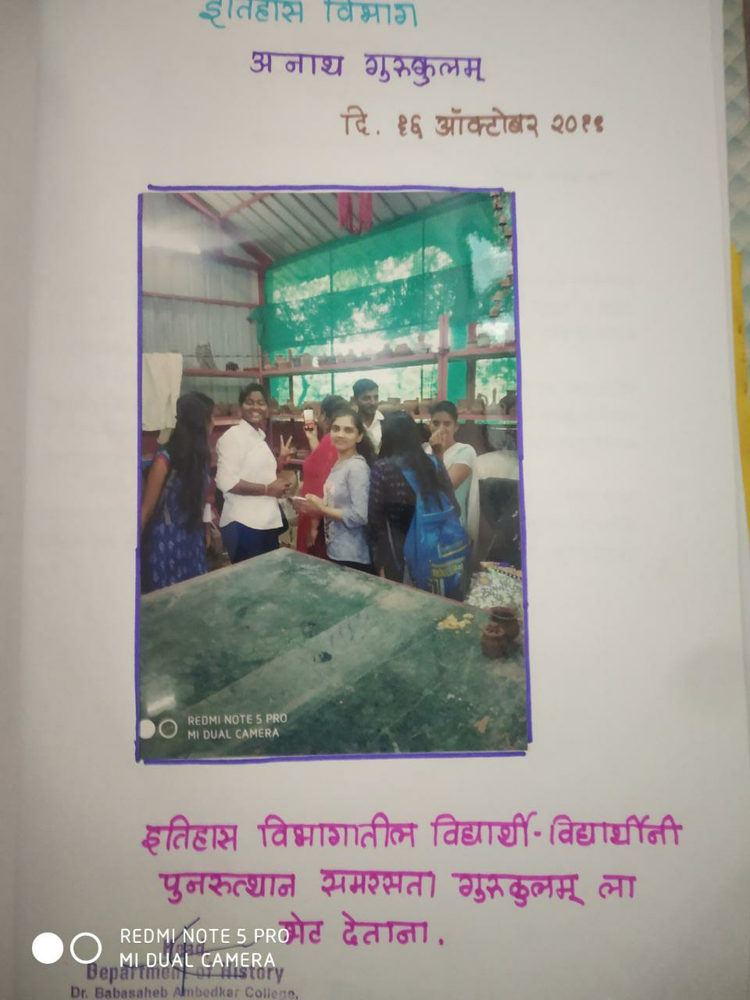 इतिहास विभाग
अनाथ गुरुकुलम्
दि. १६ ऑक्टोबर २०१९
REDMI NOTE 5 PRO
MI DUAL CAMERA
इतिहास विभागातील विद्यार्थी-विद्यार्थीनी
पुनरुत्थान समरसता गुरुकुलम् ला
भेट देताना.
REDMI NOTE 5 PRO
MI DUAL CAMERA
Head
Department of History
Dr. Babasaheb Ambedkar College,